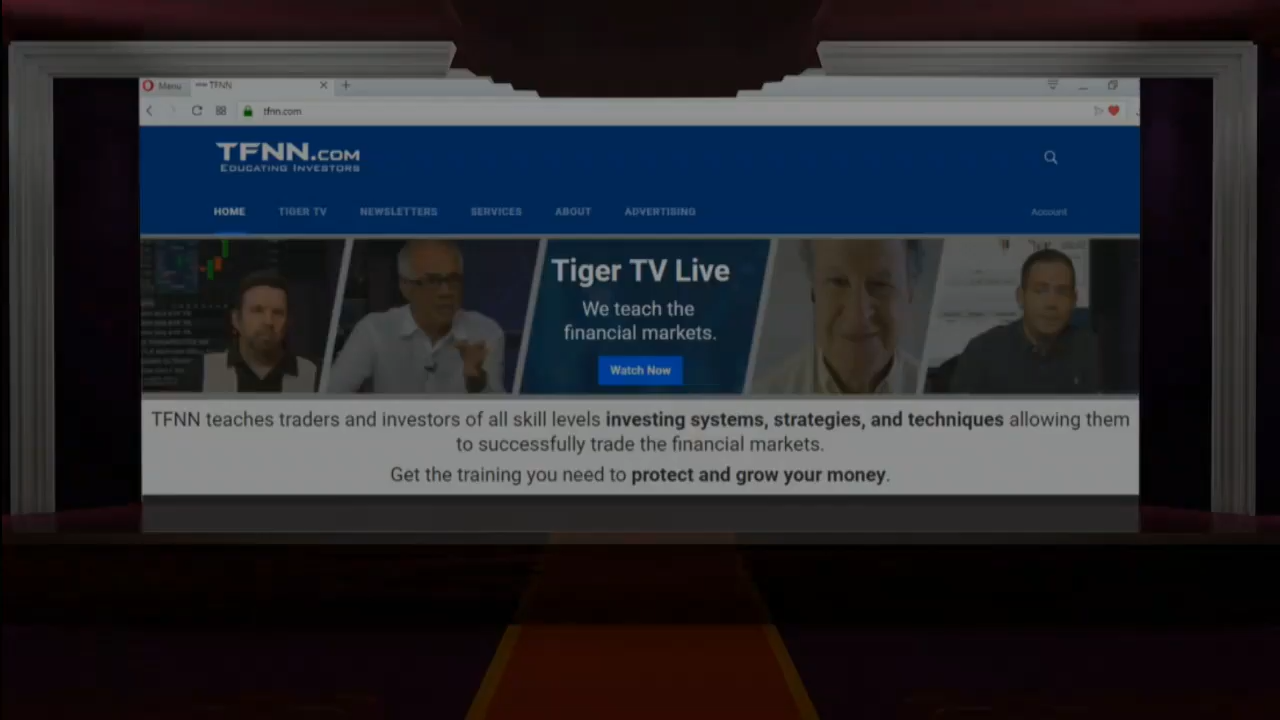 Menu
TFNN
tfnn.com
TFNN.COM
EDUCATING INVESTORS
HOME
TIGER TV
NEWSLETTERS
SERVICES
ABOUT
ADVERTISING
Account
Tiger TV Live
We teach the
financial markets.
Watch Now
TFNN teaches traders and investors of all skill levels investing systems, strategies, and techniques allowing them
to successfully trade the financial markets.
Get the training you need to protect and grow your money.